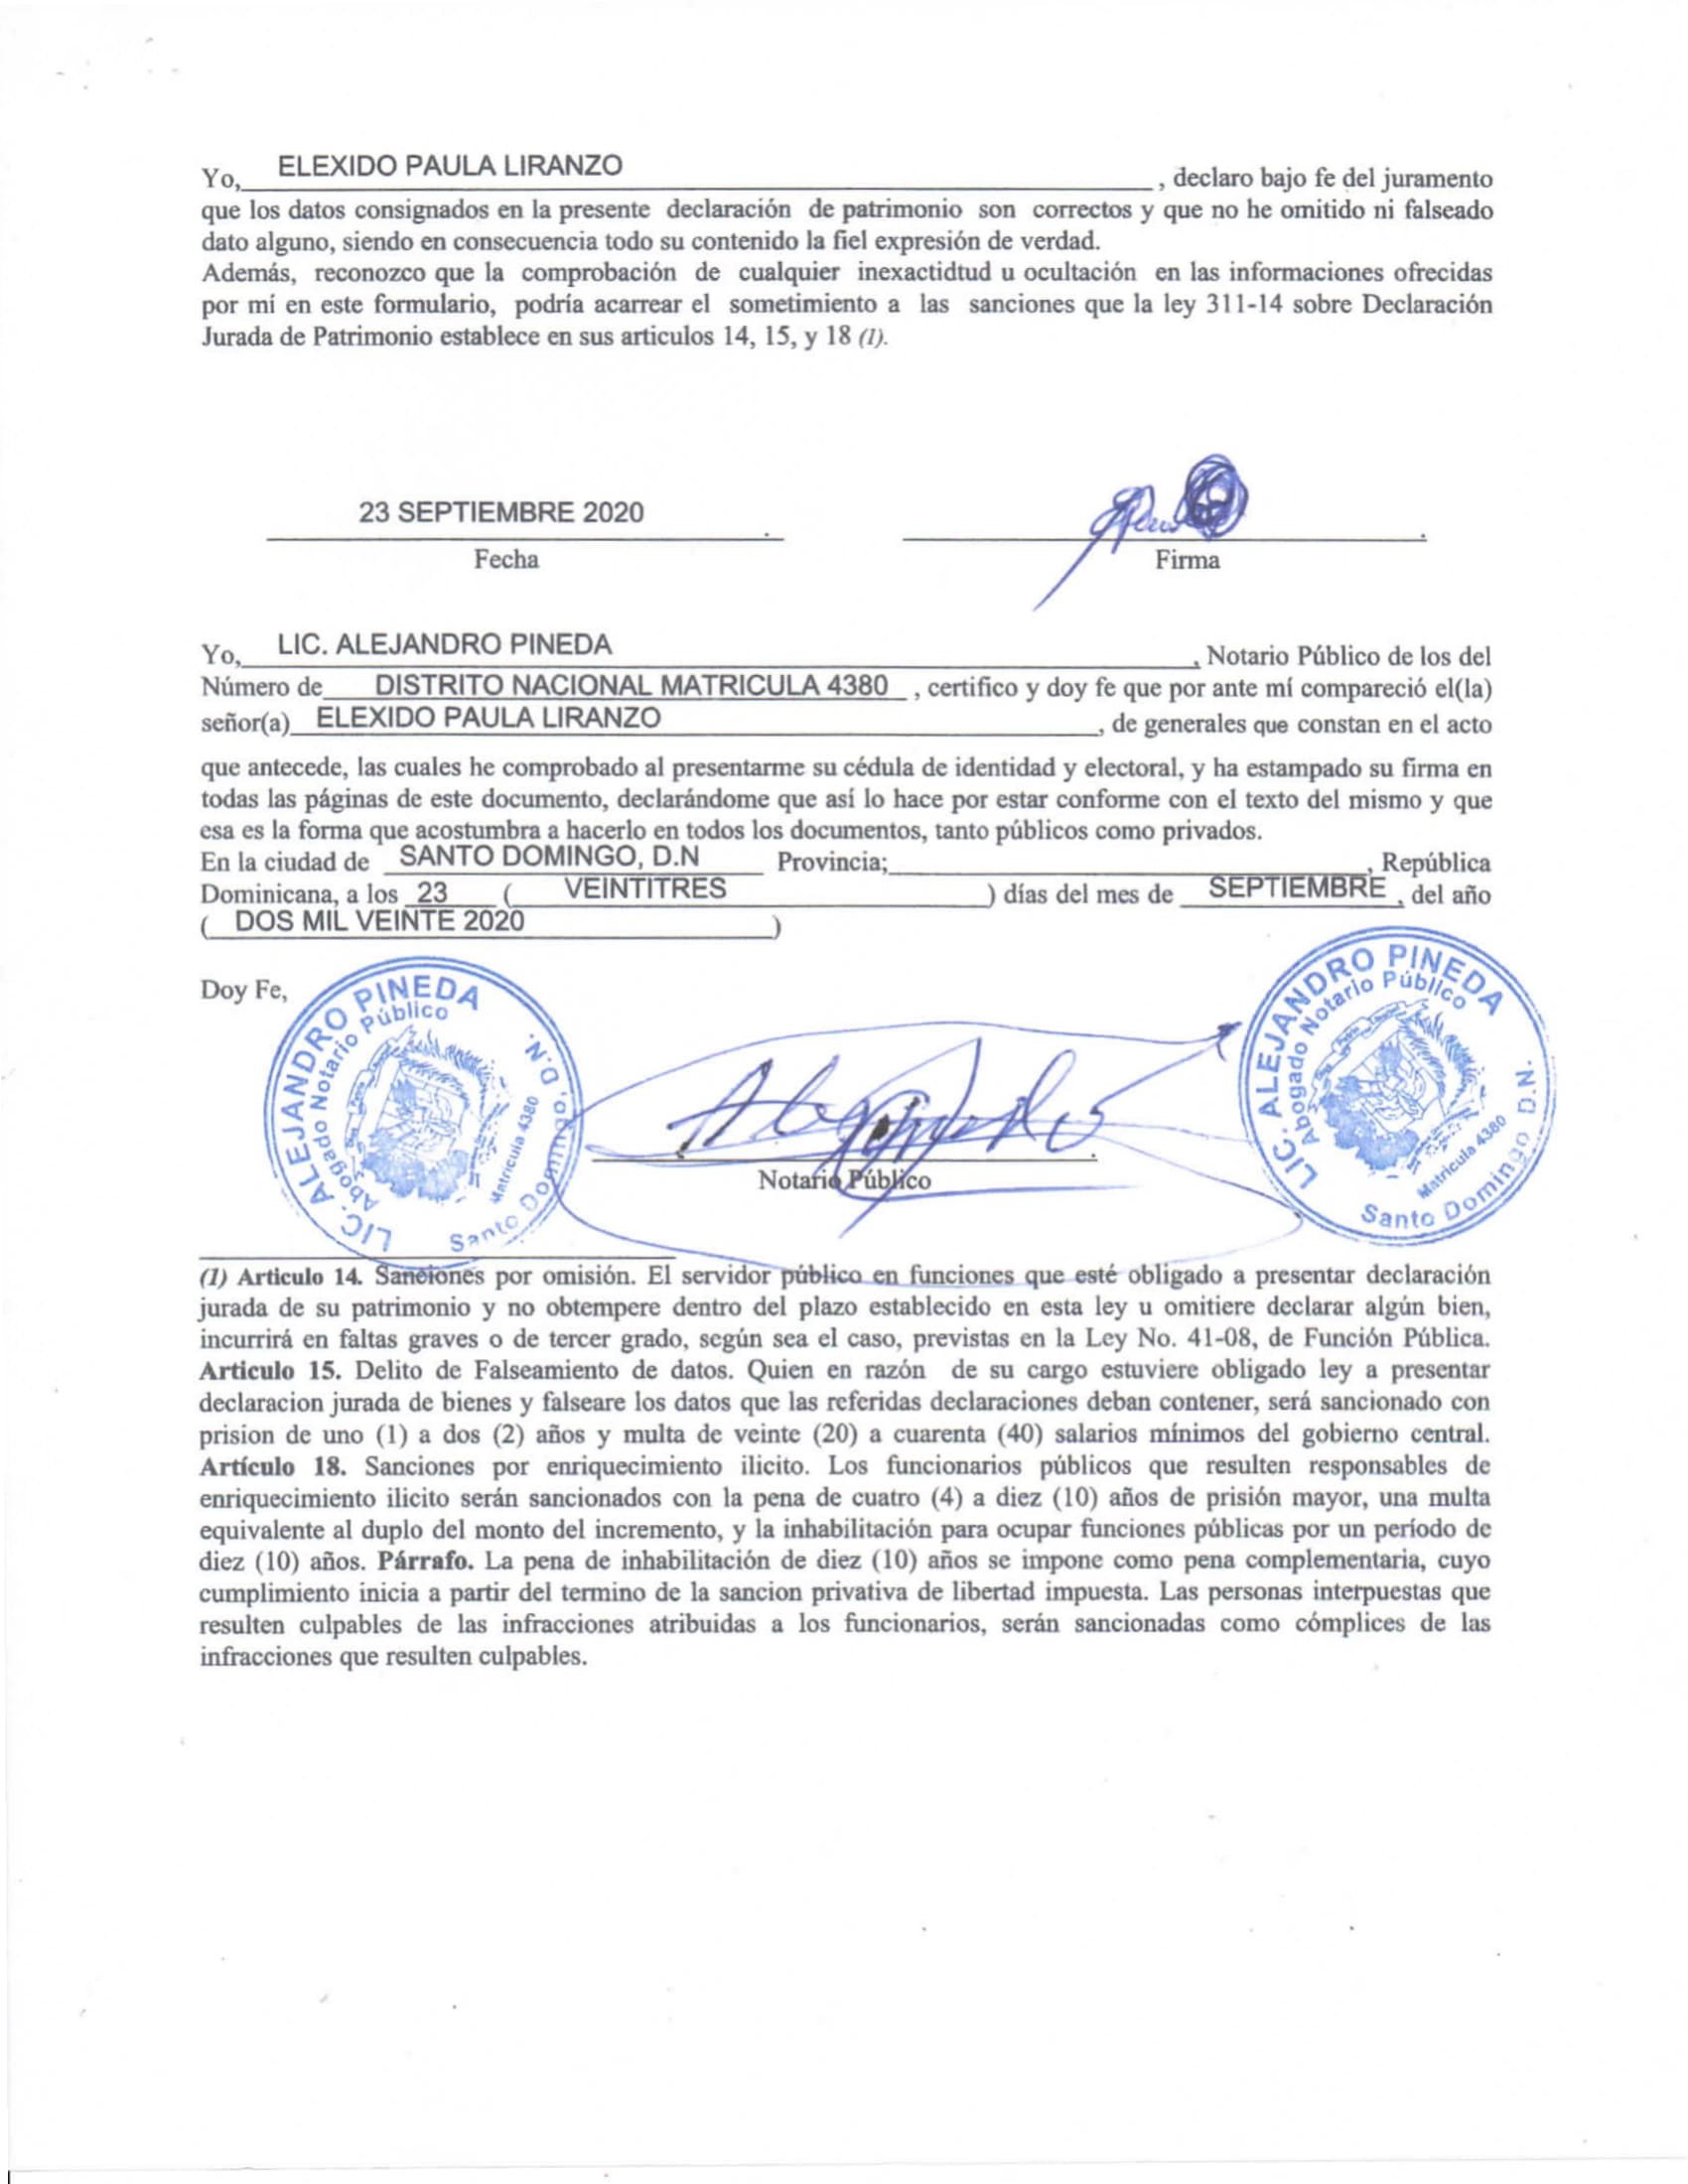 Yo, ELEXIDO PAULA LIRANZO , declaro bajo fe del juramento
que los datos consignados en la presente declaración de patrimonio son correctos y que no he omitido ni falseado
dato alguno, siendo en consecuencia todo su contenido la fiel expresión de verdad.
Además, reconozco que la comprobación de cualquier inexactidtud u ocultación en las informaciones ofrecidas
por mí en este formulario, podría acarrear el sometimiento a las sanciones que la ley 311-14 sobre Declaración
Jurada de Patrimonio establece en sus articulos 14, 15, y 18 (1).
23 SEPTIEMBRE 2020
Fecha
Firma
Yo, LIC. ALEJANDRO PINEDA , Notario Público de los del
Número de DISTRITO NACIONAL MATRICULA 4380 , certifico y doy fe que por ante mí compareció el(la)
señor(a) ELEXIDO PAULA LIRANZO , de generales que constan en el acto
que antecede, las cuales he comprobado al presentarme su cédula de identidad y electoral, y ha estampado su firma en
todas las páginas de este documento, declarándome que así lo hace por estar conforme con el texto del mismo y que
esa es la forma que acostumbra a hacerlo en todos los documentos, tanto públicos como privados.
En la ciudad de SANTO DOMINGO, D.N Provincia; , República
Dominicana, a los 23 ( VEINTITRES ) días del mes de SEPTIEMBRE , del año
( DOS MIL VEINTE 2020 )
Doy Fe,
LIC. ALEJANDRO PINEDA
Abogado Notario Público
Matrícula 4380
Santo Domingo, D.N.
LIC. ALEJANDRO PINEDA
Abogado Notario Público
Matrícula 4380
Santo Domingo D.N.
Notario Público
(1) Articulo 14. Sanciones por omisión. El servidor público en funciones que esté obligado a presentar declaración
jurada de su patrimonio y no obtempere dentro del plazo establecido en esta ley u omitiere declarar algún bien,
incurrirá en faltas graves o de tercer grado, según sea el caso, previstas en la Ley No. 41-08, de Función Pública.
Articulo 15. Delito de Falseamiento de datos. Quien en razón de su cargo estuviere obligado ley a presentar
declaracion jurada de bienes y falseare los datos que las referidas declaraciones deban contener, será sancionado con
prision de uno (1) a dos (2) años y multa de veinte (20) a cuarenta (40) salarios mínimos del gobierno central.
Artículo 18. Sanciones por enriquecimiento ilicito. Los funcionarios públicos que resulten responsables de
enriquecimiento ilicito serán sancionados con la pena de cuatro (4) a diez (10) años de prisión mayor, una multa
equivalente al duplo del monto del incremento, y la inhabilitación para ocupar funciones públicas por un período de
diez (10) años. Párrafo. La pena de inhabilitación de diez (10) años se impone como pena complementaria, cuyo
cumplimiento inicia a partir del termino de la sancion privativa de libertad impuesta. Las personas interpuestas que
resulten culpables de las infracciones atribuidas a los funcionarios, serán sancionadas como cómplices de las
infracciones que resulten culpables.